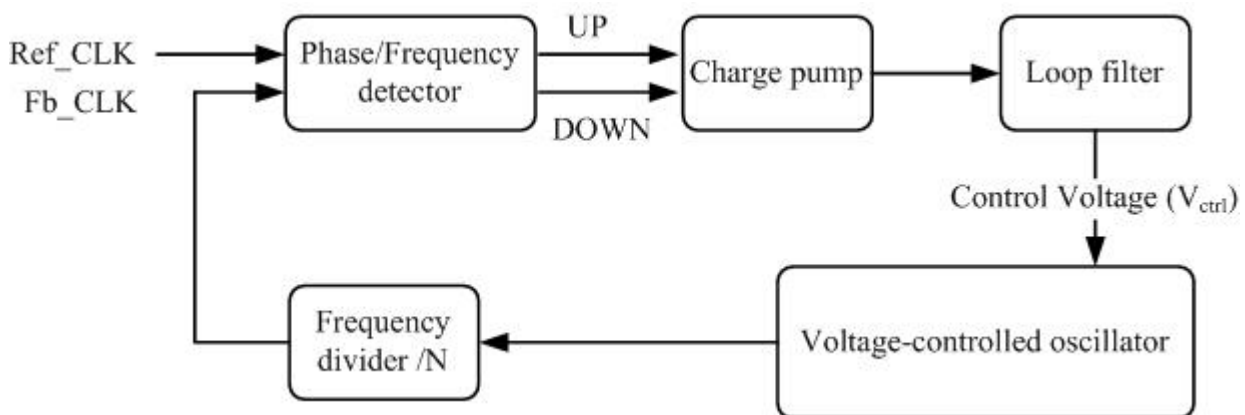 Ref_CLK
Fb_CLK
Phase/Frequency
detector
UP
DOWN
Charge pump
Loop filter
Control Voltage (Vctrl)
Frequency
divider /N
Voltage-controlled oscillator